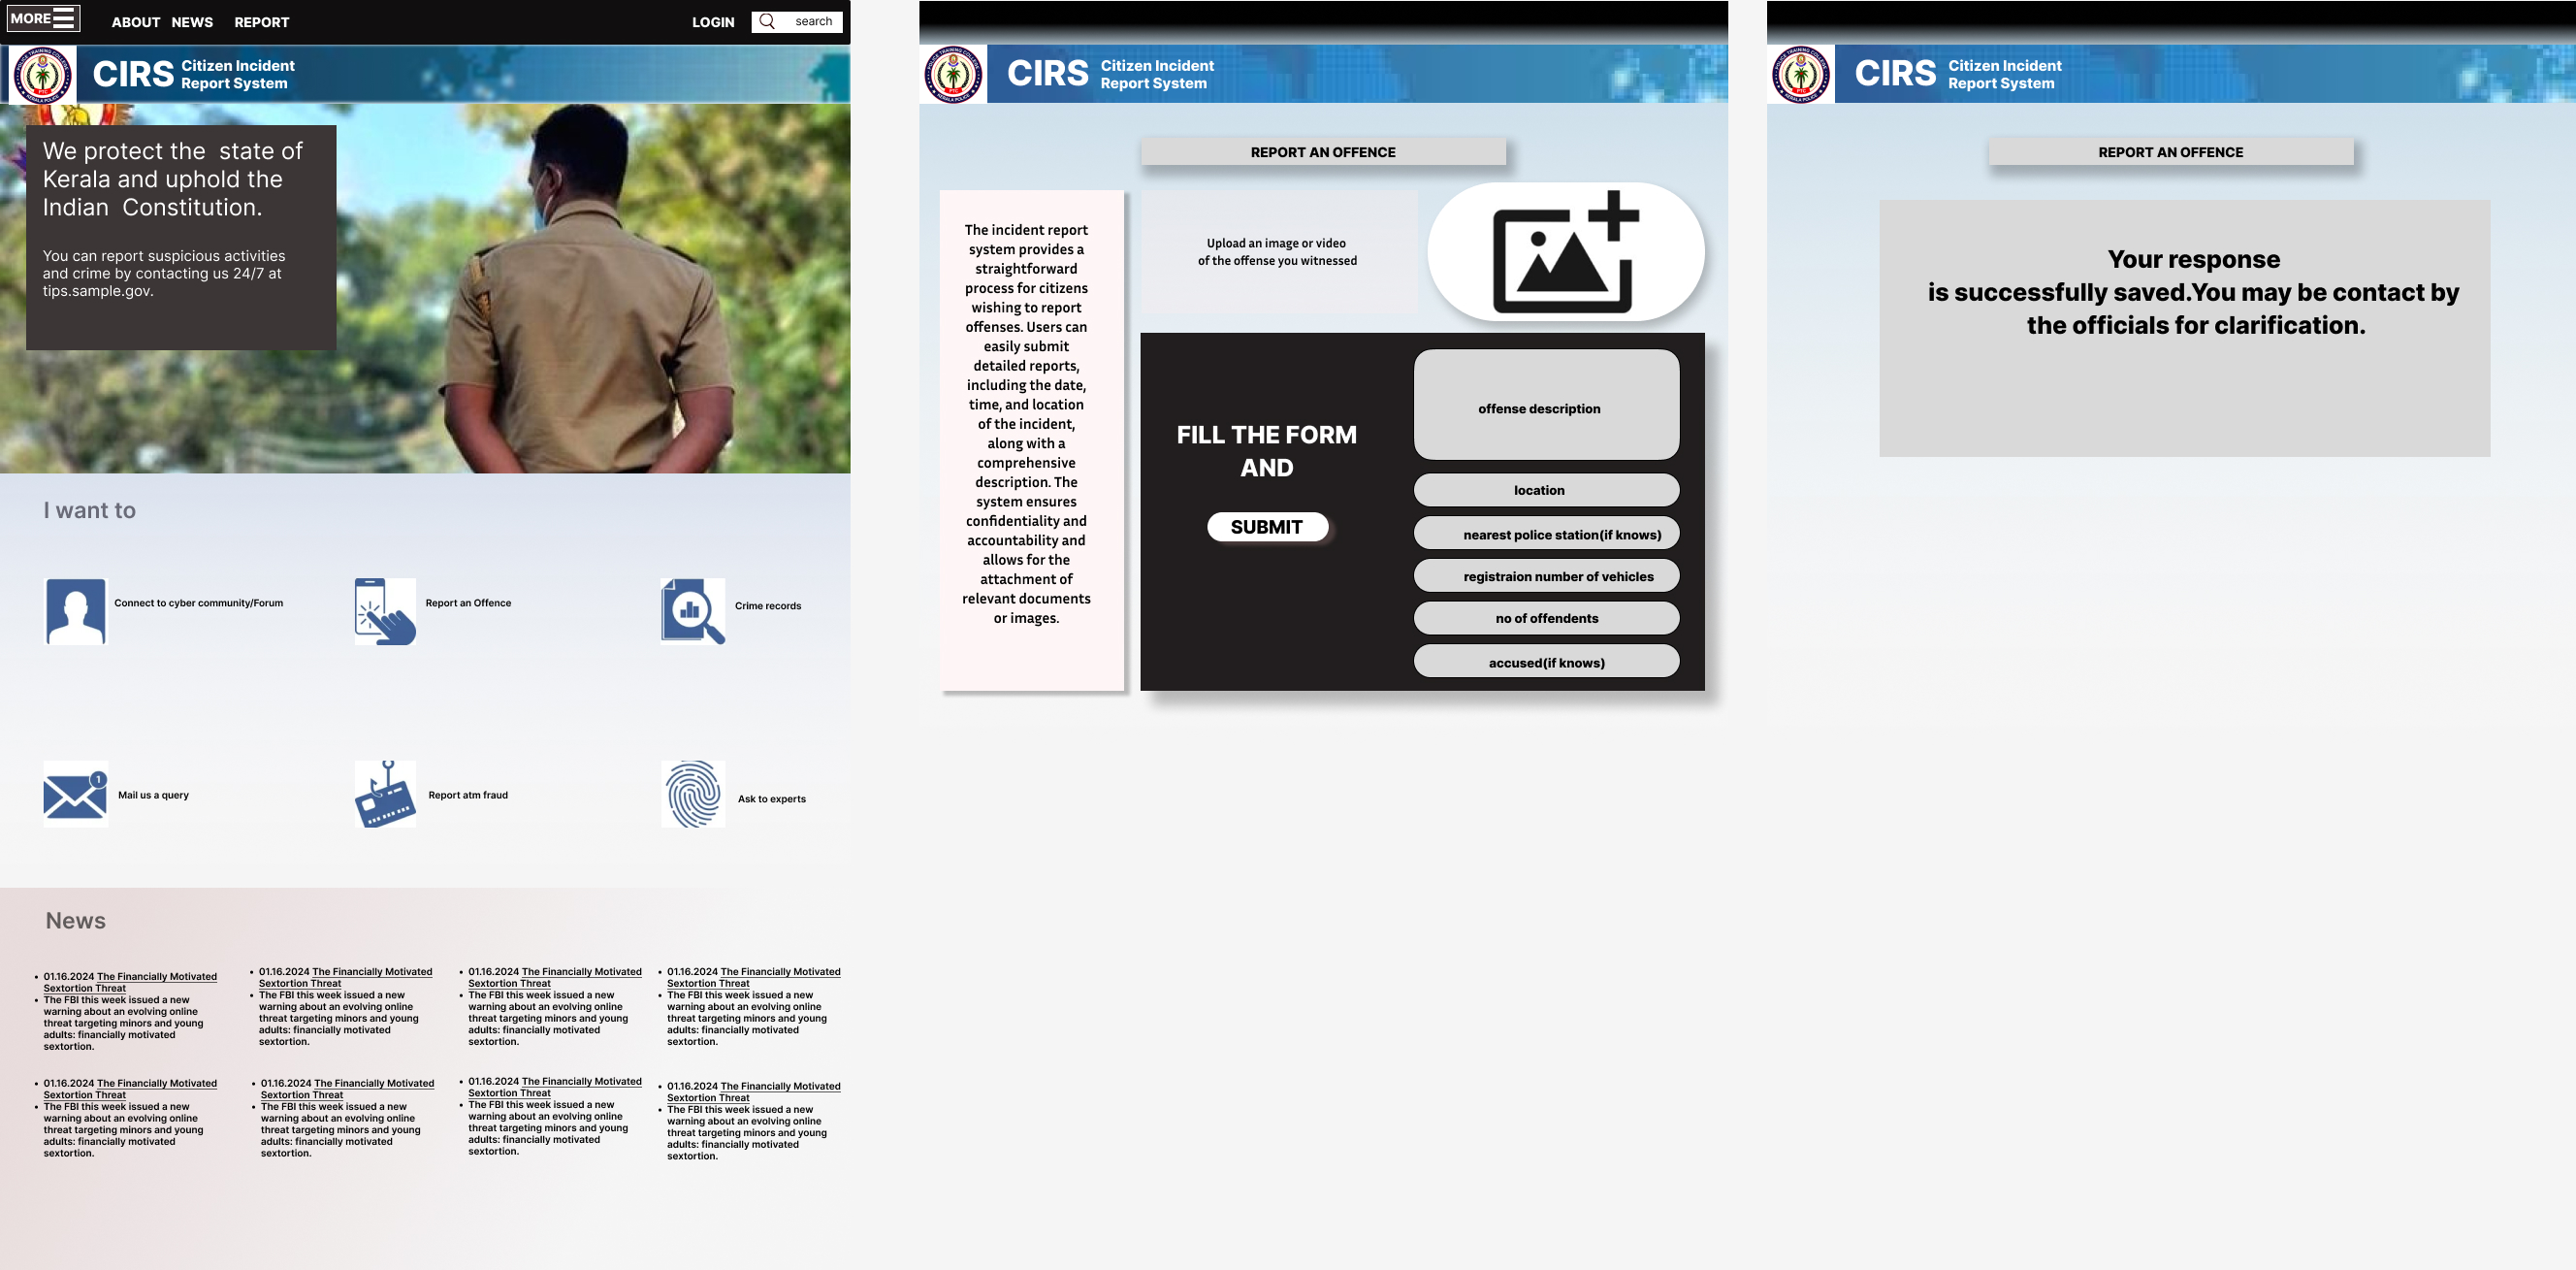 MORE
ABOUT NEWS REPORT
LOGIN
search
CIRS Citizen Incident
Report System
We protect the state of
Kerala and uphold the
Indian Constitution.
You can report suspicious activities
and crime by contacting us 24/7 at
tips.sample.gov.
I want to
Connect to cyber community/Forum
Report an Offence
Crime records
1
Mail us a query
Report atm fraud
Ask to experts
News
01.16.2024 The Financially Motivated
Sextortion Threat
The FBI this week issued a new
warning about an evolving online
threat targeting minors and young
adults: financially motivated
sextortion.
01.16.2024 The Financially Motivated
Sextortion Threat
The FBI this week issued a new
warning about an evolving online
threat targeting minors and young
adults: financially motivated
sextortion.
01.16.2024 The Financially Motivated
Sextortion Threat
The FBI this week issued a new
warning about an evolving online
threat targeting minors and young
adults: financially motivated
sextortion.
01.16.2024 The Financially Motivated
Sextortion Threat
The FBI this week issued a new
warning about an evolving online
threat targeting minors and young
adults: financially motivated
sextortion.
01.16.2024 The Financially Motivated
Sextortion Threat
The FBI this week issued a new
warning about an evolving online
threat targeting minors and young
adults: financially motivated
sextortion.
01.16.2024 The Financially Motivated
Sextortion Threat
The FBI this week issued a new
warning about an evolving online
threat targeting minors and young
adults: financially motivated
sextortion.
01.16.2024 The Financially Motivated
Sextortion Threat
The FBI this week issued a new
warning about an evolving online
threat targeting minors and young
adults: financially motivated
sextortion.
01.16.2024 The Financially Motivated
Sextortion Threat
The FBI this week issued a new
warning about an evolving online
threat targeting minors and young
adults: financially motivated
sextortion.
POLICE TRAINING COLLEGE
PTC
KERALA POLICE
CIRS Citizen Incident
Report System
REPORT AN OFFENCE
The incident report
system provides a
straightforward
process for citizens
wishing to report
offenses. Users can
easily submit
detailed reports,
including the date,
time, and location
of the incident,
along with a
comprehensive
description. The
system ensures
confidentiality and
accountability and
allows for the
attachment of
relevant documents
or images.
Upload an image or video
of the offense you witnessed
FILL THE FORM
AND
SUBMIT
offense description
location
nearest police station(if knows)
registraion number of vehicles
no of offendents
accused(if knows)
POLICE TRAINING COLLEGE
PTC
KERALA POLICE
CIRS Citizen Incident
Report System
REPORT AN OFFENCE
Your response
is successfully saved.You may be contact by
the officials for clarification.